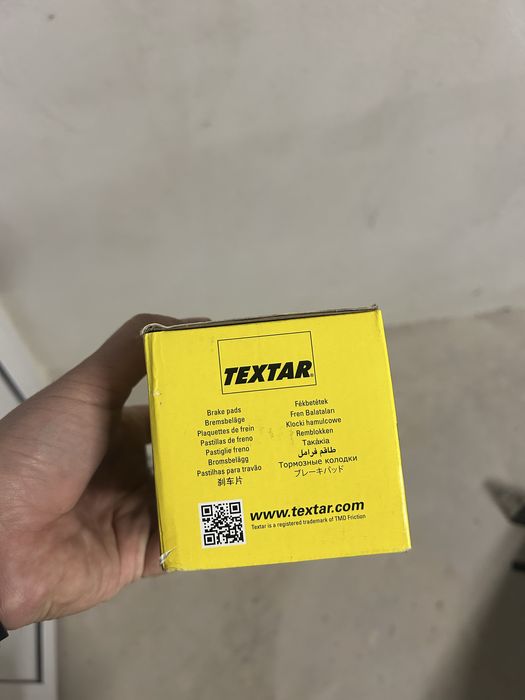 TEXTAR®
Brake pads
Bremsbeläge
Plaquettes de frein
Pastillas de freno
Pastiglie freno
Bromsbelägg
Pastilhas para travão
刹车片
Fékbetétek
Fren Balataları
Klocki hamulcowe
Remblokken
Τακάκια
طاقم فرامل
Тормозные колодки
ブレーキパッド
www.textar.com
Textar is a registered trademark of TMD Friction